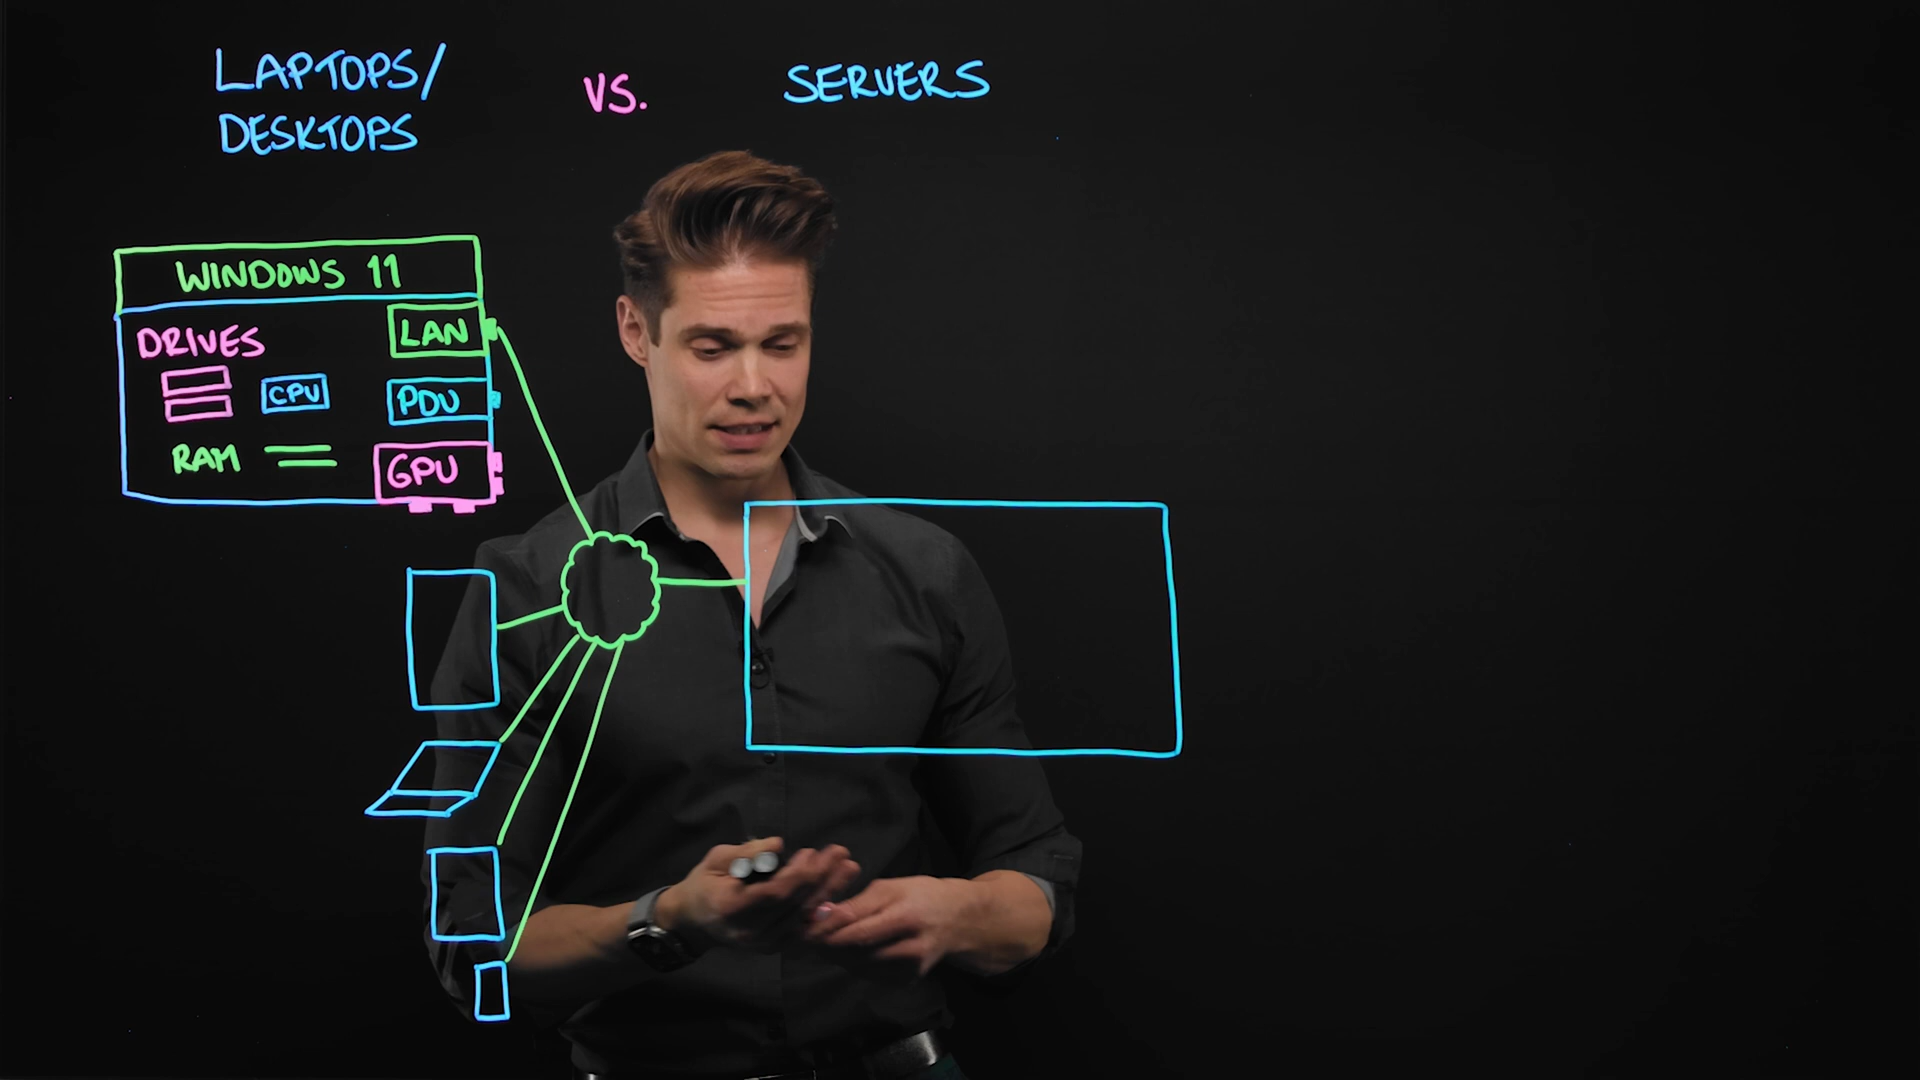 LAPTOPS/
DESKTOPS
VS.
SERVERS
WINDOWS 11
DRIVES
LAN
CPU
PDU
RAM
GPU